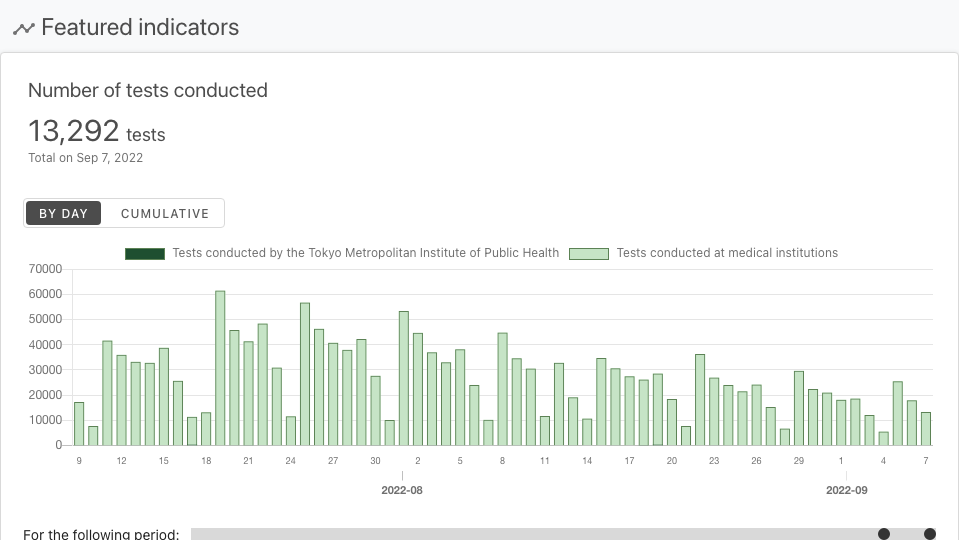 Featured indicators
Number of tests conducted
13,292 tests
Total on Sep 7, 2022
BY DAY CUMULATIVE
Tests conducted by the Tokyo Metropolitan Institute of Public Health Tests conducted at medical institutions
70000
60000
50000
40000
30000
20000
10000
0
9 12 15 18 21 24 27 30 2 5 8 11 14 17 20 23 26 29 1 4 7
2022-08 2022-09
For the following period: